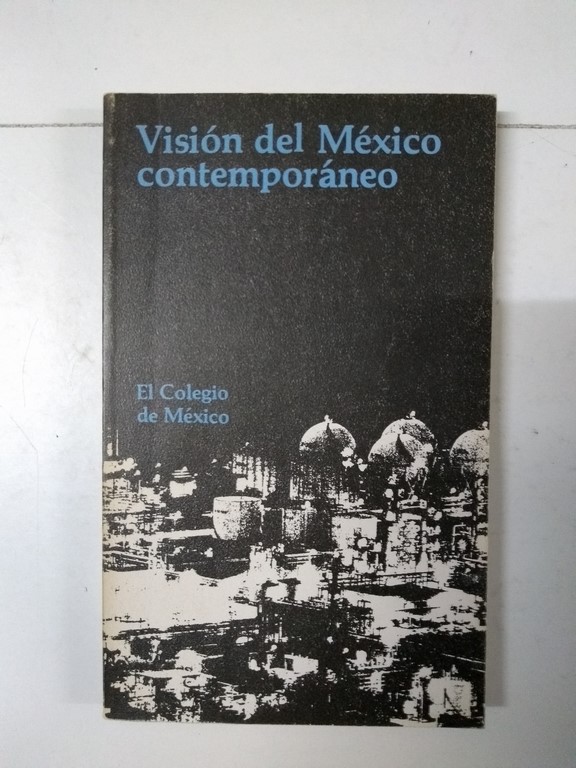 Visión del México
contemporáneo
El Colegio
de México